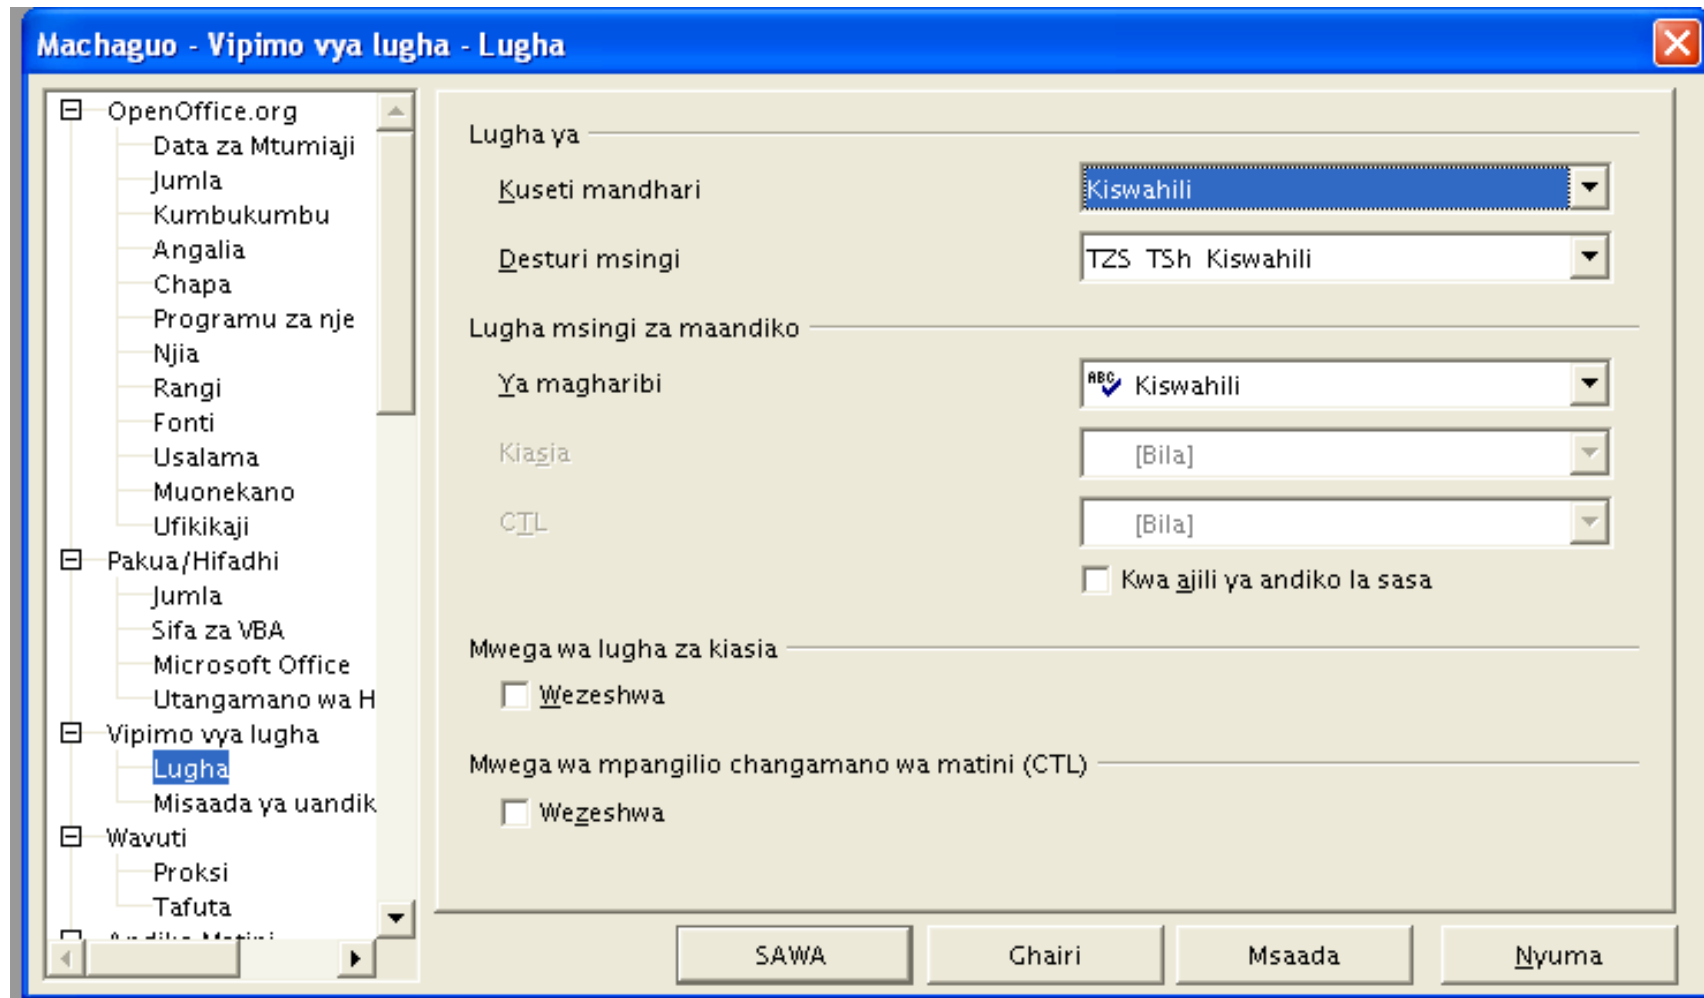 Machaguo - Vipimo vya lugha - Lugha
OpenOffice.org
Data za Mtumiaji
Jumla
Kumbukumbu
Angalia
Chapa
Programu za nje
Njia
Rangi
Fonti
Usalama
Muonekano
Ufikikaji
Pakua/Hifadhi
Jumla
Sifa za VBA
Microsoft Office
Utangamano wa H
Vipimo vya lugha
Lugha
Misaada ya uandik
Wavuti
Proksi
Tafuta
Lugha ya
Kuseti mandhari Kiswahili
Desturi msingi TZS TSh Kiswahili
Lugha msingi za maandiko
Ya magharibi ABC Kiswahili
Kiasia [Bila]
CTL [Bila]
Kwa ajili ya andiko la sasa
Mwega wa lugha za kiasia
Wezeshwa
Mwega wa mpangilio changamano wa matini (CTL)
Wezeshwa
SAWA Ghairi Msaada Nyuma